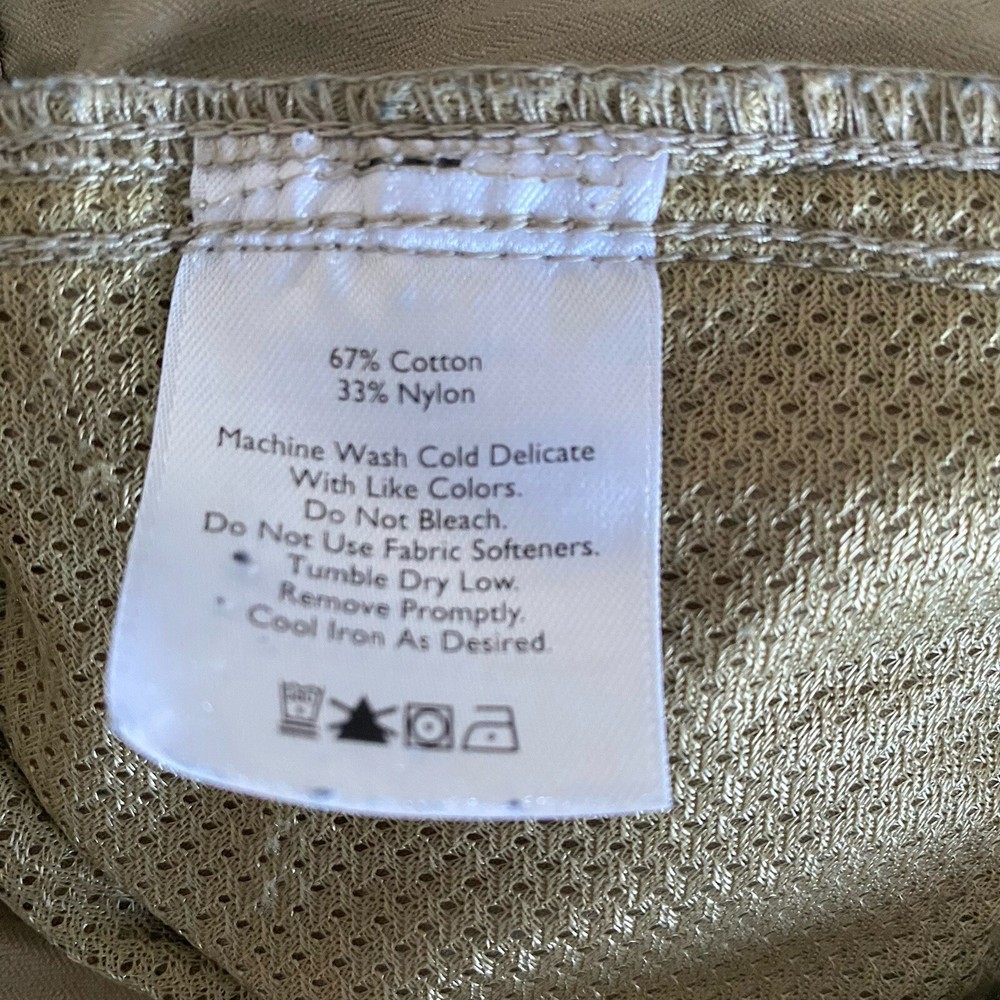 67% Cotton
33% Nylon
Machine Wash Cold Delicate
With Like Colors.
Do Not Bleach.
Do Not Use Fabric Softeners.
Tumble Dry Low.
Remove Promptly.
Cool Iron As Desired.